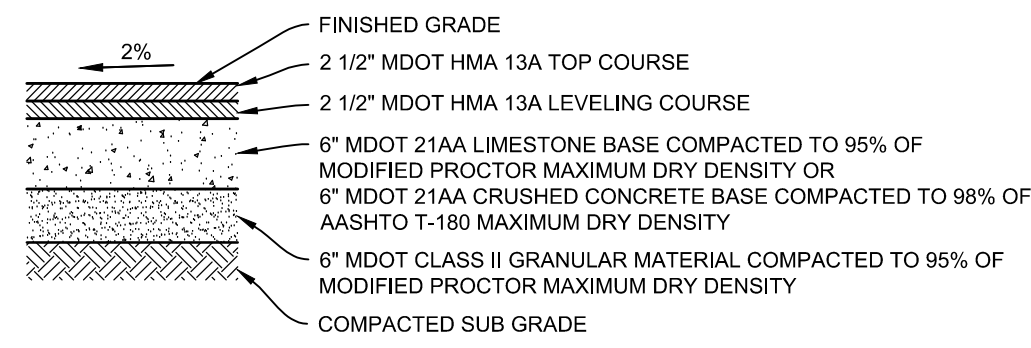 FINISHED GRADE
2%
2 1/2" MDOT HMA 13A TOP COURSE
2 1/2" MDOT HMA 13A LEVELING COURSE
6" MDOT 21AA LIMESTONE BASE COMPACTED TO 95% OF
MODIFIED PROCTOR MAXIMUM DRY DENSITY OR
6" MDOT 21AA CRUSHED CONCRETE BASE COMPACTED TO 98% OF
AASHTO T-180 MAXIMUM DRY DENSITY
6" MDOT CLASS II GRANULAR MATERIAL COMPACTED TO 95% OF
MODIFIED PROCTOR MAXIMUM DRY DENSITY
COMPACTED SUB GRADE